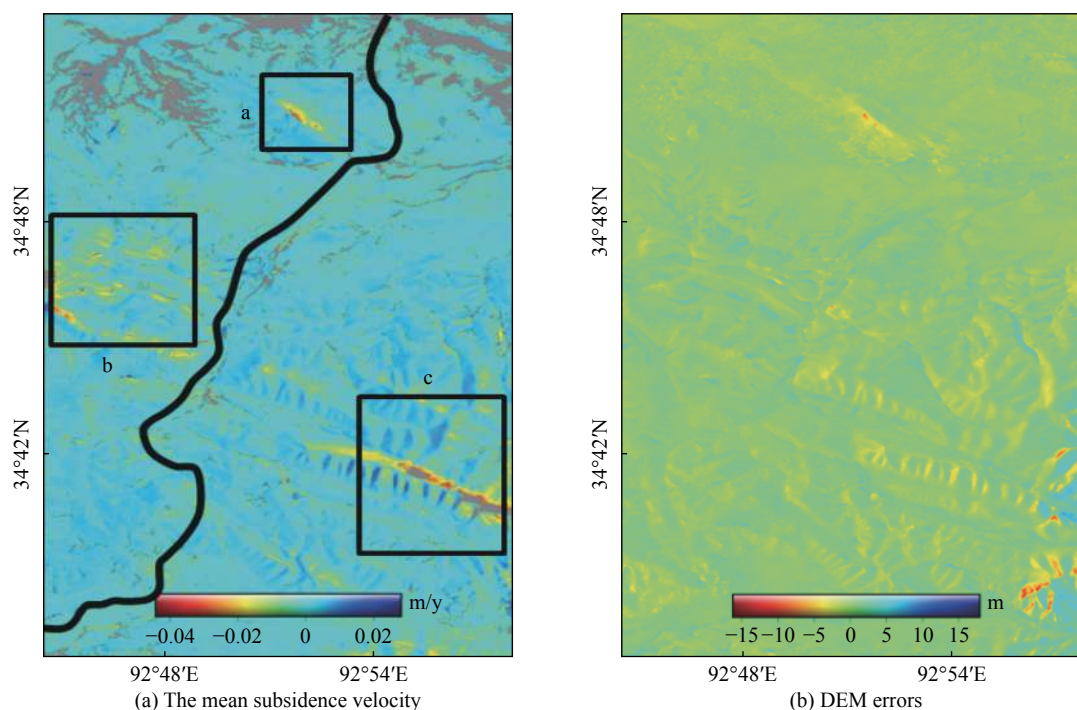 a
b
c
34°48′N
34°42′N
m/y
−0.04
−0.02
0
0.02
92°48′E
92°54′E
(a) The mean subsidence velocity
34°48′N
34°42′N
m
−15
−10
−5
0
5
10
15
92°48′E
92°54′E
(b) DEM errors